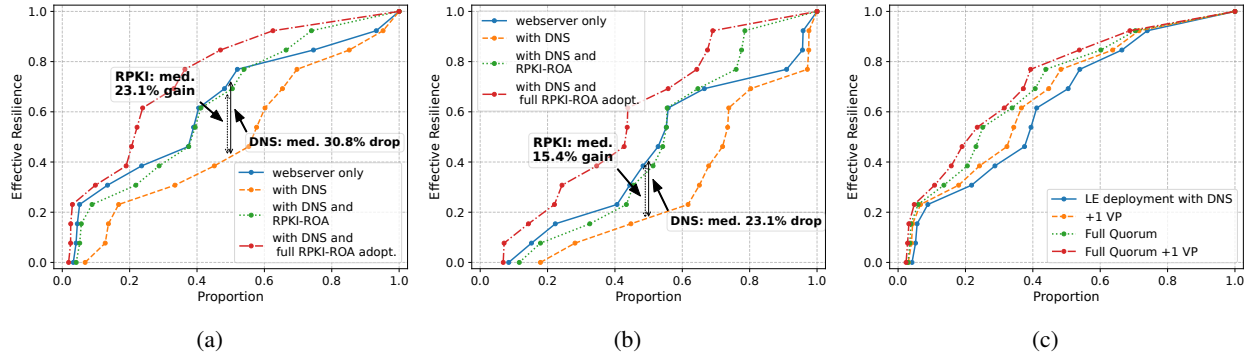 1.0
0.8
0.6
0.4
0.2
0.0
Effective Resilience
RPKI: med.
23.1% gain
DNS: med. 30.8% drop
webserver only
with DNS
with DNS and
RPKI-ROA
with DNS and
full RPKI-ROA adopt.
0.0 0.2 0.4 0.6 0.8 1.0
Proportion
(a)
1.0
0.8
0.6
0.4
0.2
0.0
Effective Resilience
webserver only
with DNS
with DNS and
RPKI-ROA
with DNS and
full RPKI-ROA adopt.
RPKI: med.
15.4% gain
DNS: med. 23.1% drop
0.0 0.2 0.4 0.6 0.8 1.0
Proportion
(b)
1.0
0.8
0.6
0.4
0.2
0.0
Effective Resilience
LE deployment with DNS
+1 VP
Full Quorum
Full Quorum +1 VP
0.0 0.2 0.4 0.6 0.8 1.0
Proportion
(c)